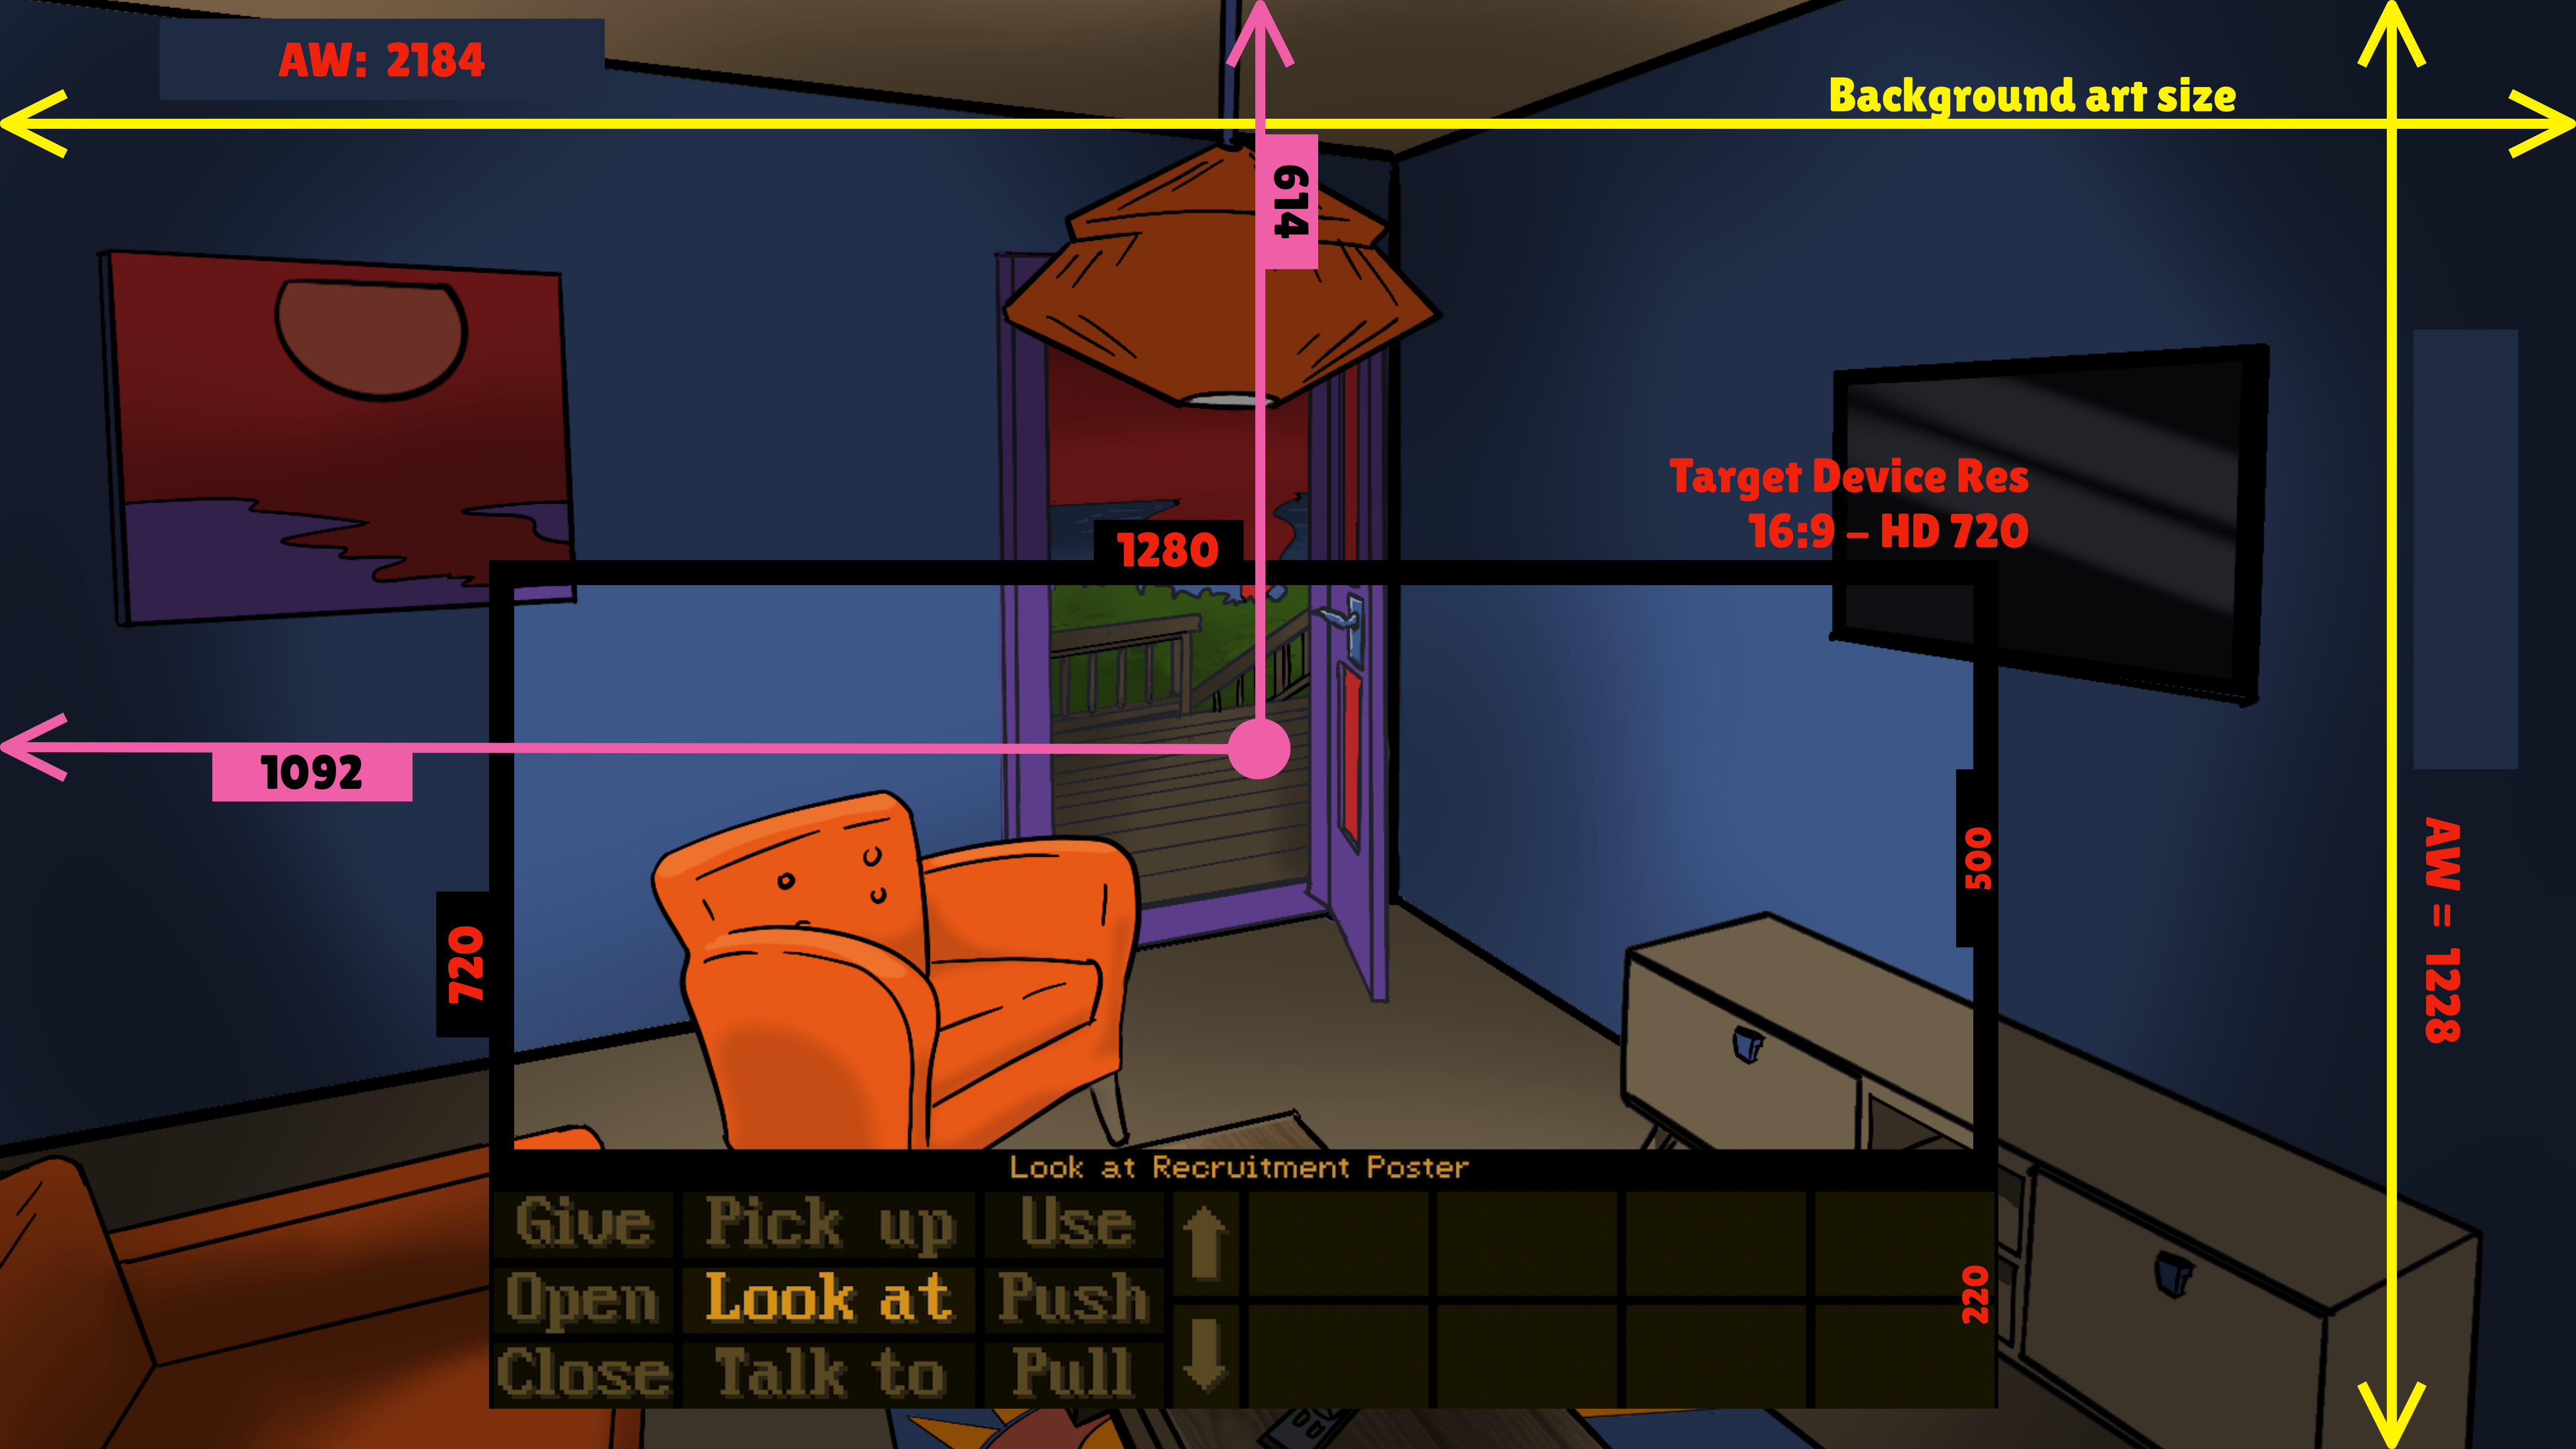 AW: 2184
Background art size
614
Target Device Res
16:9 – HD 720
1280
1092
500
720
AW = 1228
Look at Recruitment Poster
Give Pick up Use
Open Look at Push
220
Close Talk to Pull